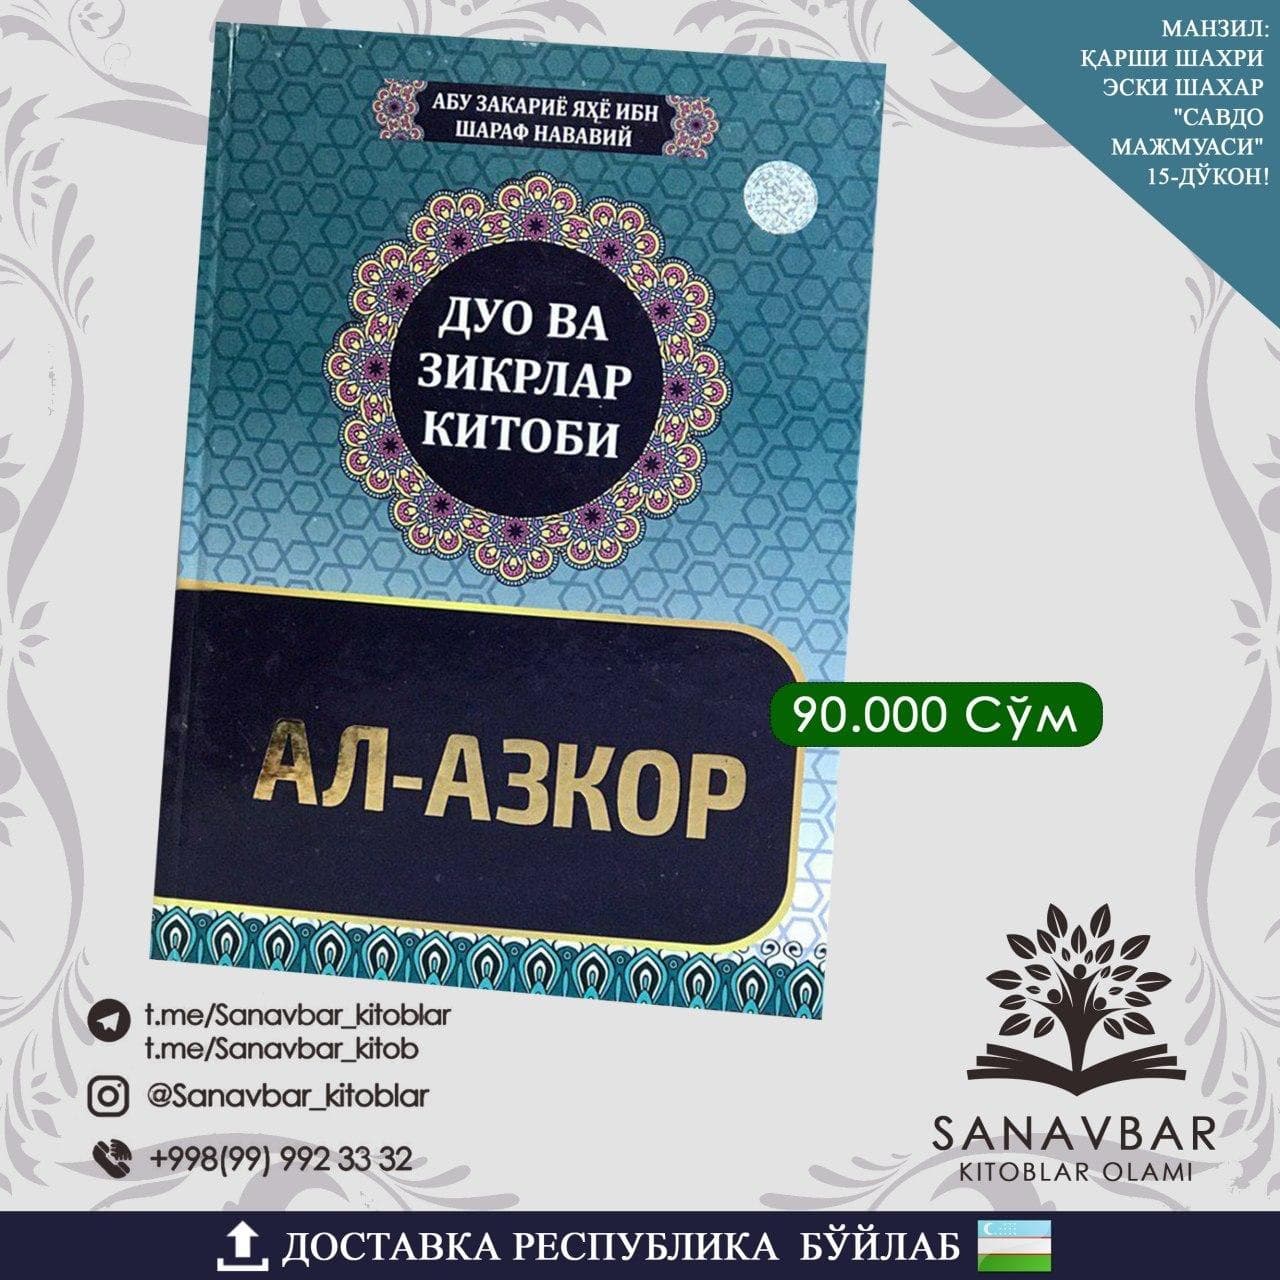 МАНЗИЛ:
ҚАРШИ ШАХРИ
ЭСКИ ШАХАР
"САВДО
МАЖМУАСИ"
15-ДЎКОН!
АБУ ЗАКАРИЁ ЯҲЁ ИБН
ШАРАФ НАВАВИЙ
ДУО ВА
ЗИКРЛАР
КИТОБИ
90.000 Сўм
АЛ-АЗКОР
t.me/Sanavbar_kitoblar
t.me/Sanavbar_kitob
@Sanavbar_kitoblar
+998(99) 992 33 32
SANAVBAR
KITOBLAR OLAMI
ДОСТАВКА РЕСПУБЛИКА БЎЙЛАБ